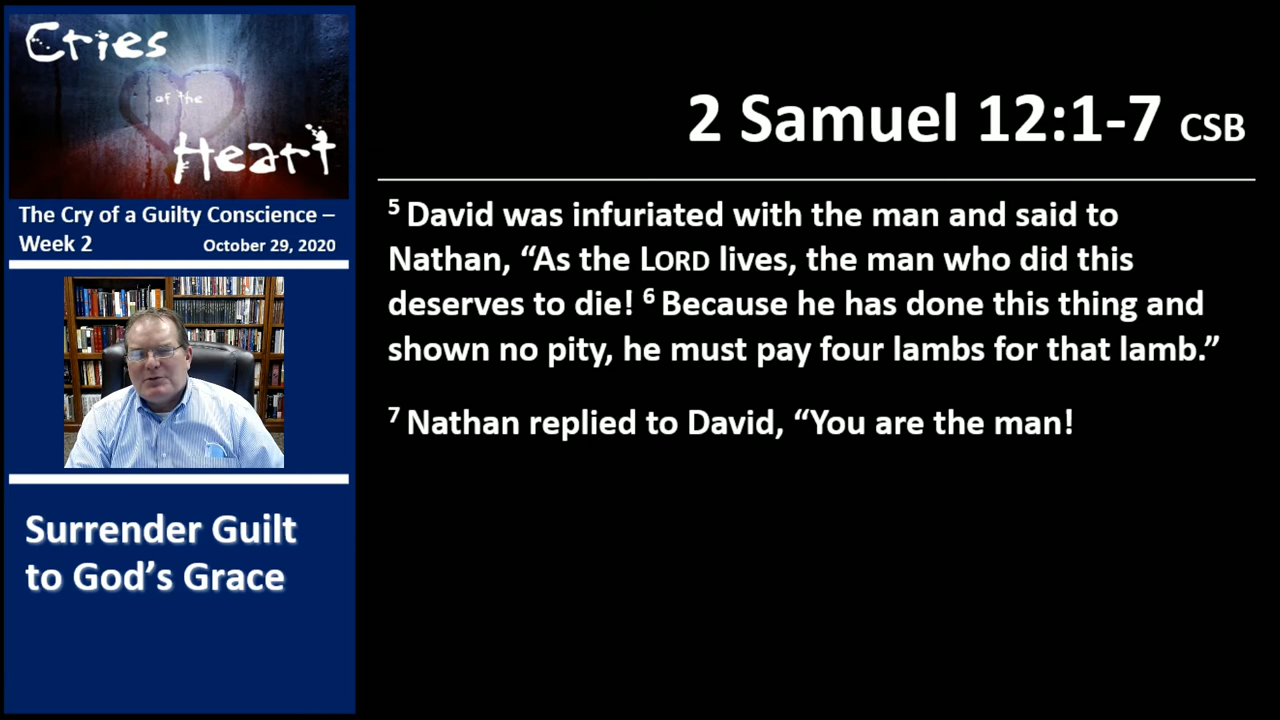 Cries
of the
Heart
The Cry of a Guilty Conscience –
Week 2 October 29, 2020
Surrender Guilt
to God’s Grace
2 Samuel 12:1-7 CSB
5 David was infuriated with the man and said to
Nathan, “As the LORD lives, the man who did this
deserves to die! 6 Because he has done this thing and
shown no pity, he must pay four lambs for that lamb.”
7 Nathan replied to David, “You are the man!